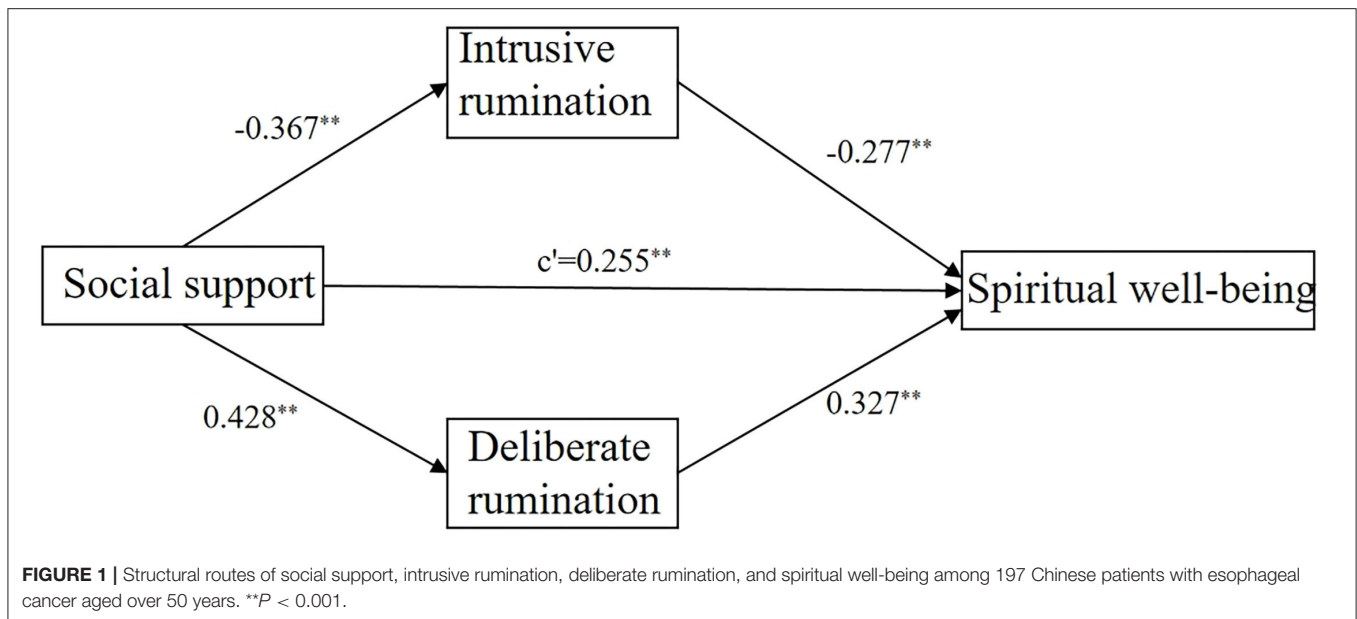 Intrusive
rumination
-0.367**
-0.277**
Social support
c'=0.255**
Spiritual well-being
0.428**
0.327**
Deliberate
rumination
FIGURE 1 | Structural routes of social support, intrusive rumination, deliberate rumination, and spiritual well-being among 197 Chinese patients with esophageal
cancer aged over 50 years. **P < 0.001.